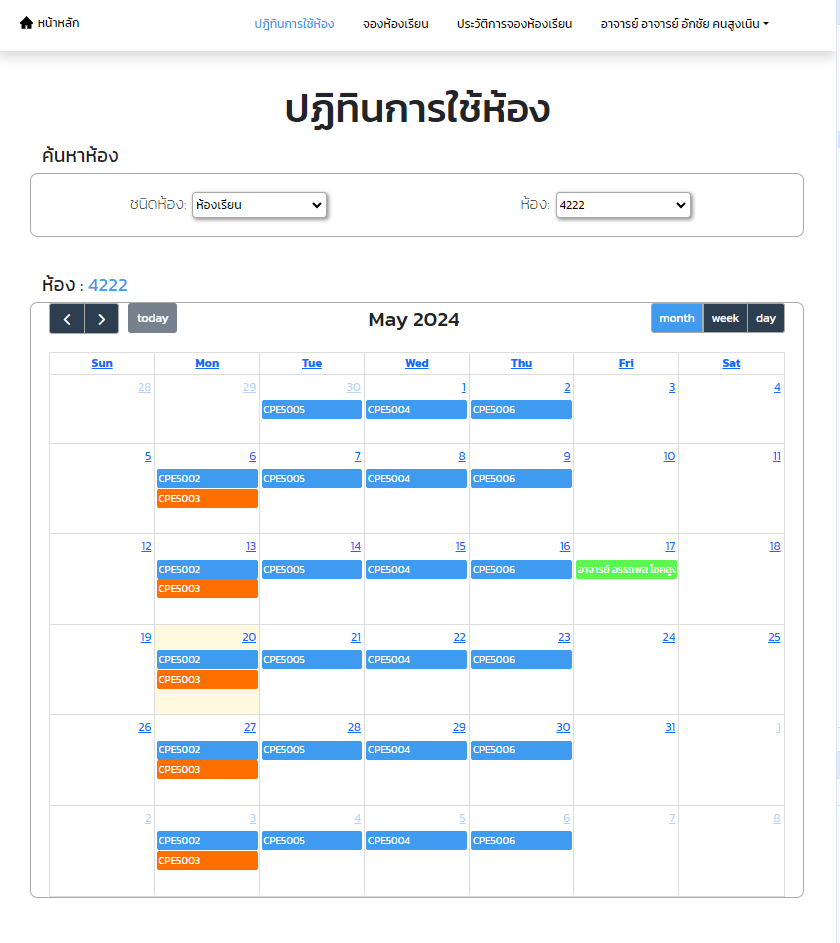 หน้าหลัก ปฏิทินการใช้ห้อง จองห้องเรียน ประวัติการจองห้องเรียน อาจารย์ อาจารย์ อักชัย คนสูงเนิน
ปฏิทินการใช้ห้อง
ค้นหาห้อง
ชนิดห้อง: ห้องเรียน ห้อง: 4222
ห้อง : 4222
today May 2024 month week day
Sun Mon Tue Wed Thu Fri Sat
28 29 30 1 2 3 4
CPE5005 CPE5004 CPE5006
5 6 7 8 9 10 11
CPE5002 CPE5005 CPE5004 CPE5006
CPE5003
12 13 14 15 16 17 18
CPE5002 CPE5005 CPE5004 CPE5006 อาจารย์ อรรถพล โชคสูง
CPE5003
19 20 21 22 23 24 25
CPE5002 CPE5005 CPE5004 CPE5006
CPE5003
26 27 28 29 30 31 1
CPE5002 CPE5005 CPE5004 CPE5006
CPE5003
2 3 4 5 6 7 8
CPE5002 CPE5005 CPE5004 CPE5006
CPE5003